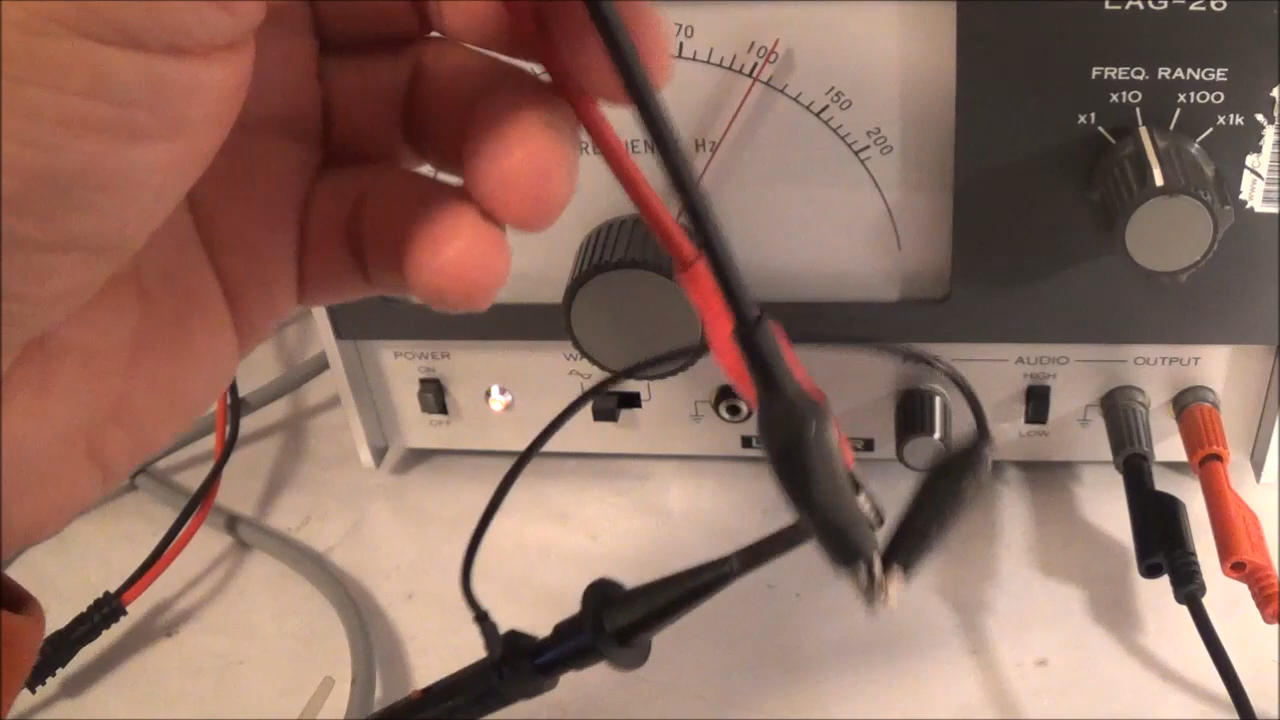 LAG-26
70 100 150 200
Hz
FREQ. RANGE
x1 x10 x100 x1k
POWER
ON
OFF
AUDIO OUTPUT
HIGH
LOW